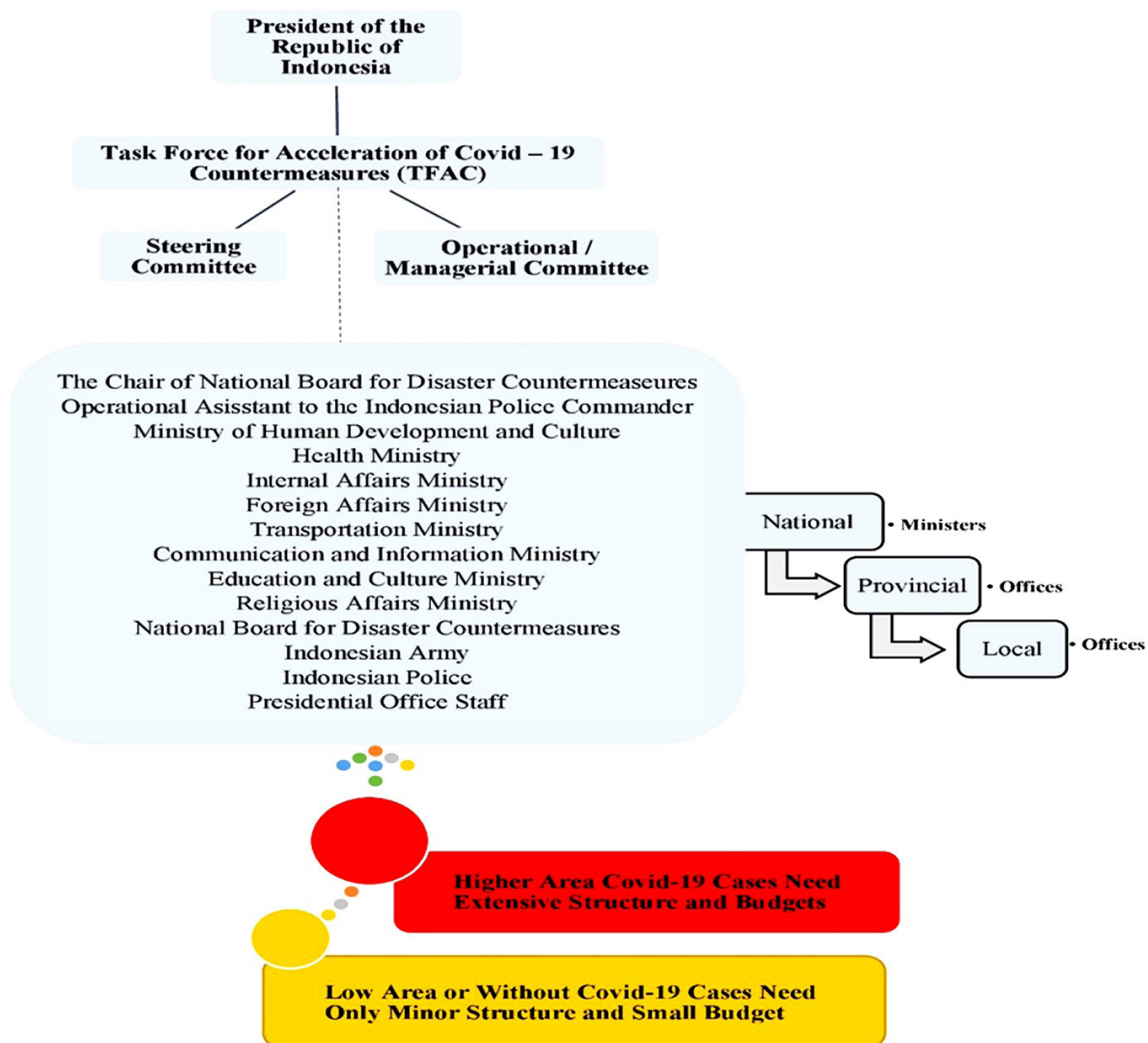 President of the
Republic of
Indonesia
Task Force for Acceleration of Covid – 19
Countermeasures (TFAC)
Steering
Committee
Operational /
Managerial Committee
The Chair of National Board for Disaster Countermeaseures
Operational Asisstant to the Indonesian Police Commander
Ministry of Human Development and Culture
Health Ministry
Internal Affairs Ministry
Foreign Affairs Ministry
Transportation Ministry
Communication and Information Ministry
Education and Culture Ministry
Religious Affairs Ministry
National Board for Disaster Countermeasures
Indonesian Army
Indonesian Police
Presidential Office Staff
National
• Ministers
Provincial
• Offices
Local
• Offices
Higher Area Covid-19 Cases Need
Extensive Structure and Budgets
Low Area or Without Covid-19 Cases Need
Only Minor Structure and Small Budget